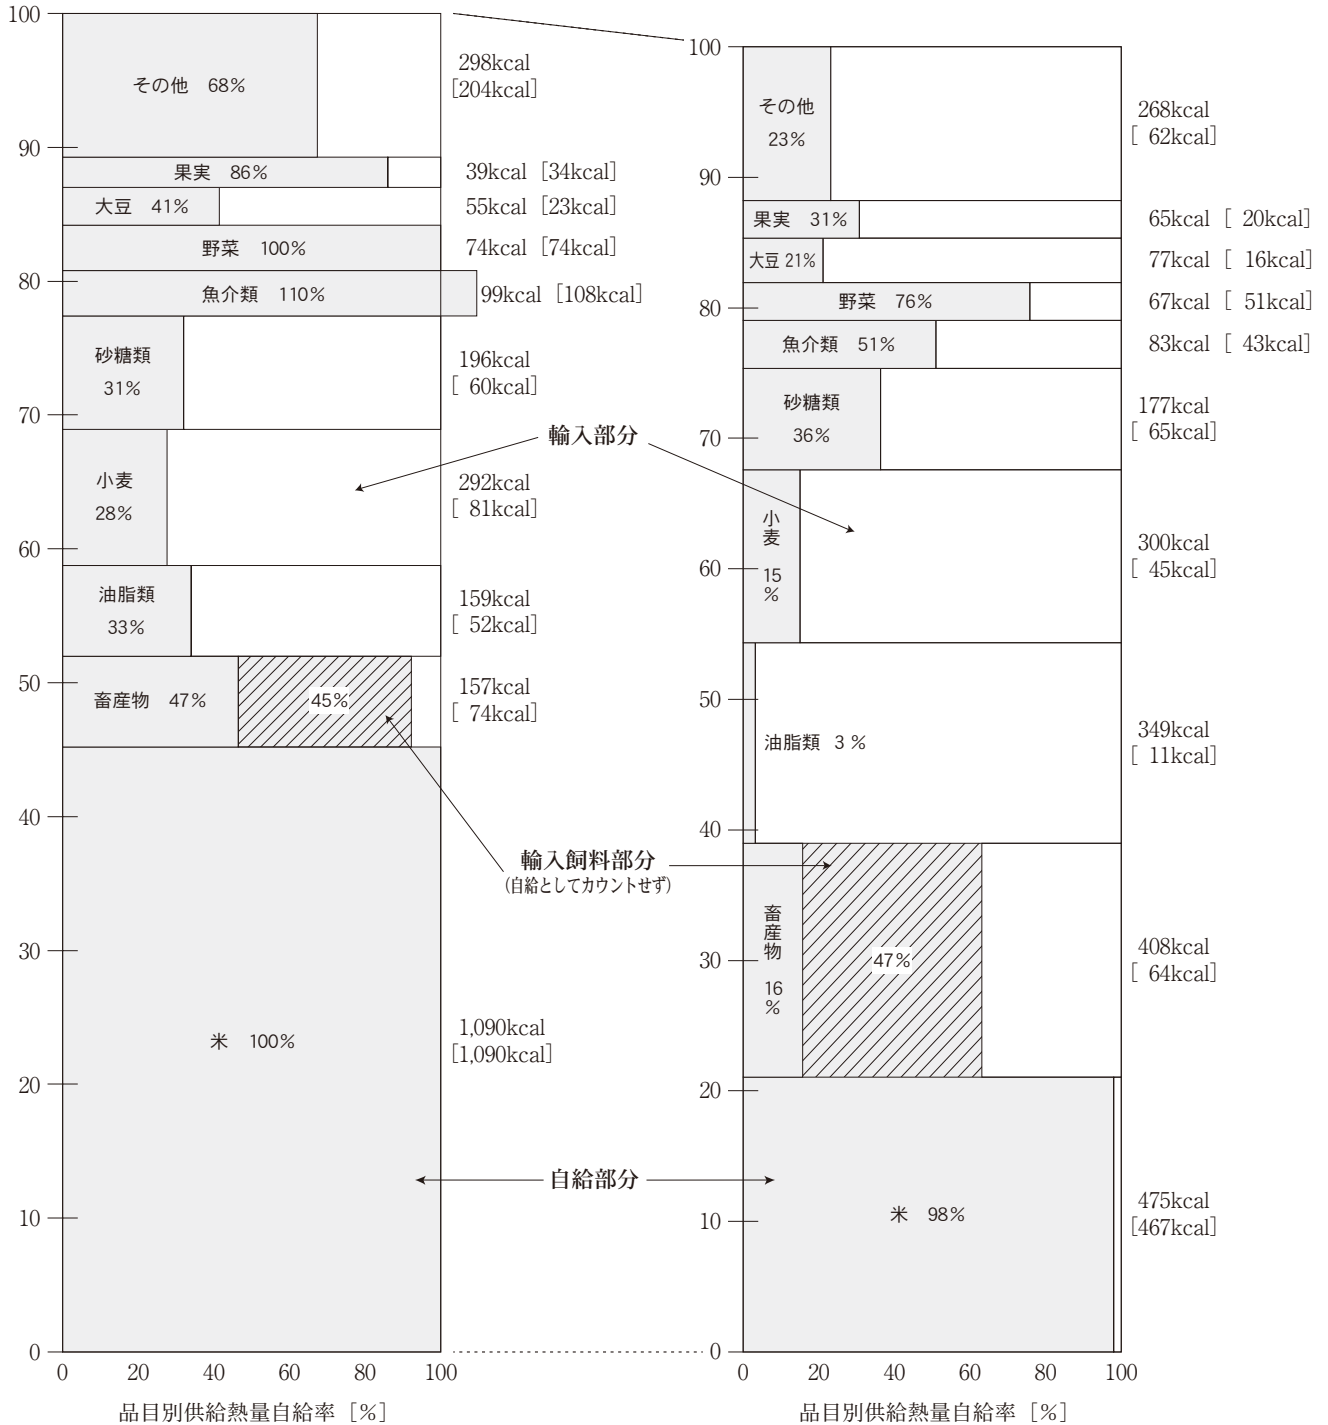 100
90
80
70
60
50
40
30
20
10
0
その他 68%
298kcal
[204kcal]
果実 86%
39kcal [34kcal]
大豆 41%
55kcal [23kcal]
野菜 100%
74kcal [74kcal]
魚介類 110%
99kcal [108kcal]
砂糖類
31%
196kcal
[ 60kcal]
小麦
28%
292kcal
[ 81kcal]
油脂類
33%
159kcal
[ 52kcal]
畜産物 47%
45%
157kcal
[ 74kcal]
米 100%
1,090kcal
[1,090kcal]
0 20 40 60 80 100
品目別供給熱量自給率 [%]
輸入部分
輸入飼料部分
(自給としてカウントせず)
自給部分
100
90
80
70
60
50
40
30
20
10
0
その他
23%
268kcal
[ 62kcal]
果実 31%
65kcal [ 20kcal]
大豆 21%
77kcal [ 16kcal]
野菜 76%
67kcal [ 51kcal]
魚介類 51%
83kcal [ 43kcal]
砂糖類
36%
177kcal
[ 65kcal]
小麦
15
%
300kcal
[ 45kcal]
油脂類 3 %
349kcal
[ 11kcal]
畜産物
16
%
47%
408kcal
[ 64kcal]
米 98%
475kcal
[467kcal]
0 20 40 60 80 100
品目別供給熱量自給率 [%]